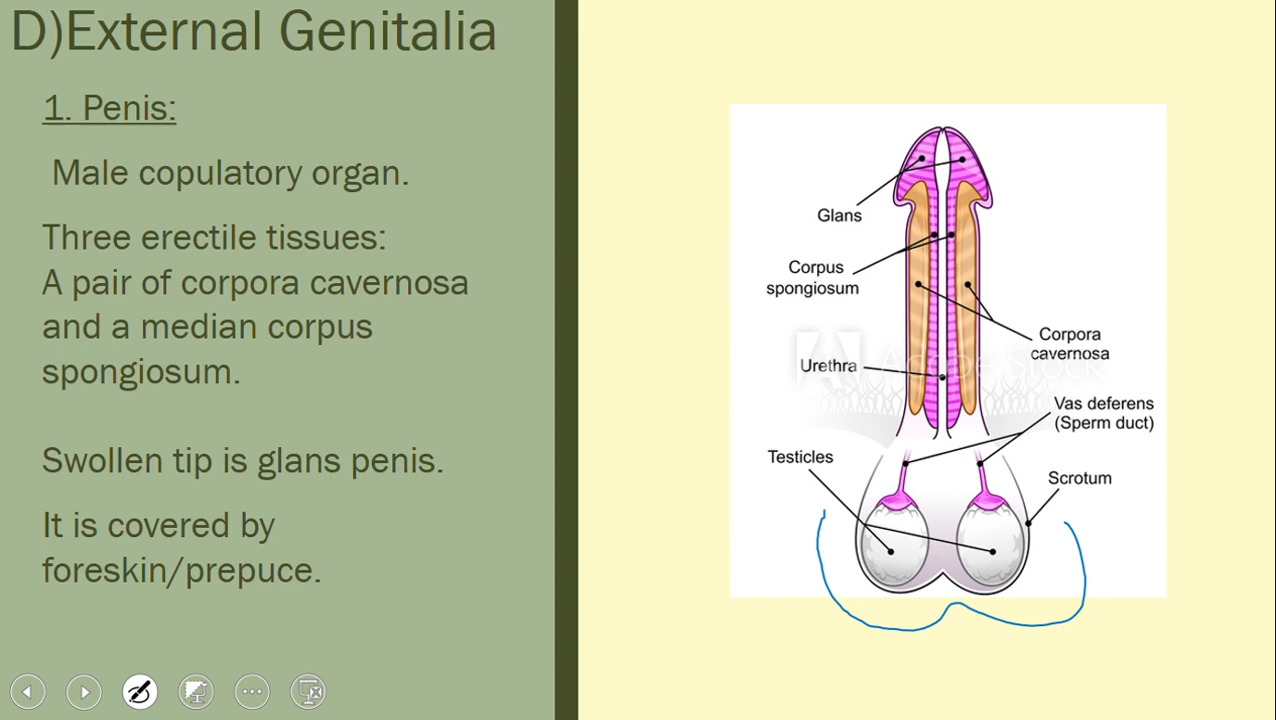 D)External Genitalia
1. Penis:
Male copulatory organ.
Three erectile tissues:
A pair of corpora cavernosa
and a median corpus
spongiosum.
Swollen tip is glans penis.
It is covered by
foreskin/prepuce.
Glans
Corpus
spongiosum
Corpora
cavernosa
Urethra
Adobe Stock
Vas deferens
(Sperm duct)
Testicles
Scrotum